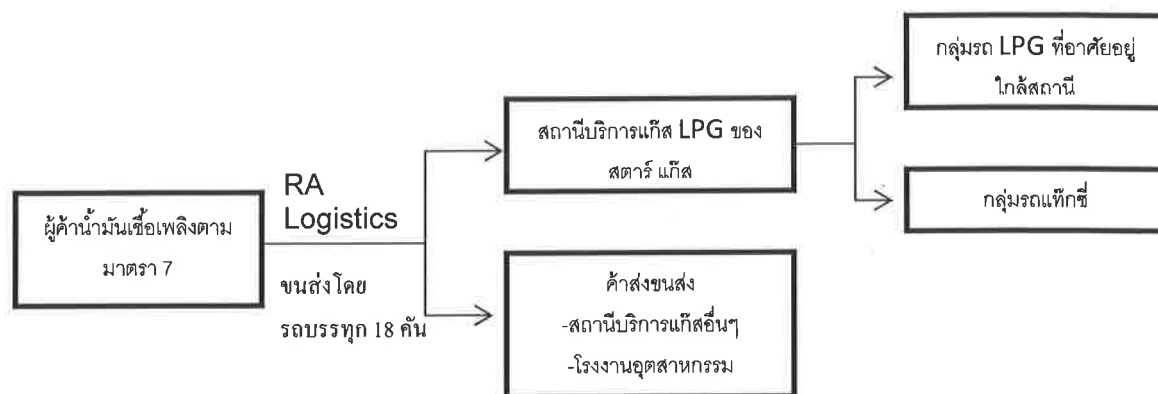 ผู้ค้าน้ำมันเชื้อเพลิงตาม
มาตรา 7
RA
Logistics
ขนส่งโดย
รถบรรทุก 18 คัน
สถานีบริการแก๊ส LPG ของ
สตาร์ แก๊ส
ค้าส่งขนส่ง
-สถานีบริการแก๊สอื่นๆ
-โรงงานอุตสาหกรรม
กลุ่มรถ LPG ที่อาศัยอยู่
ใกล้สถานี
กลุ่มรถแท๊กซี่